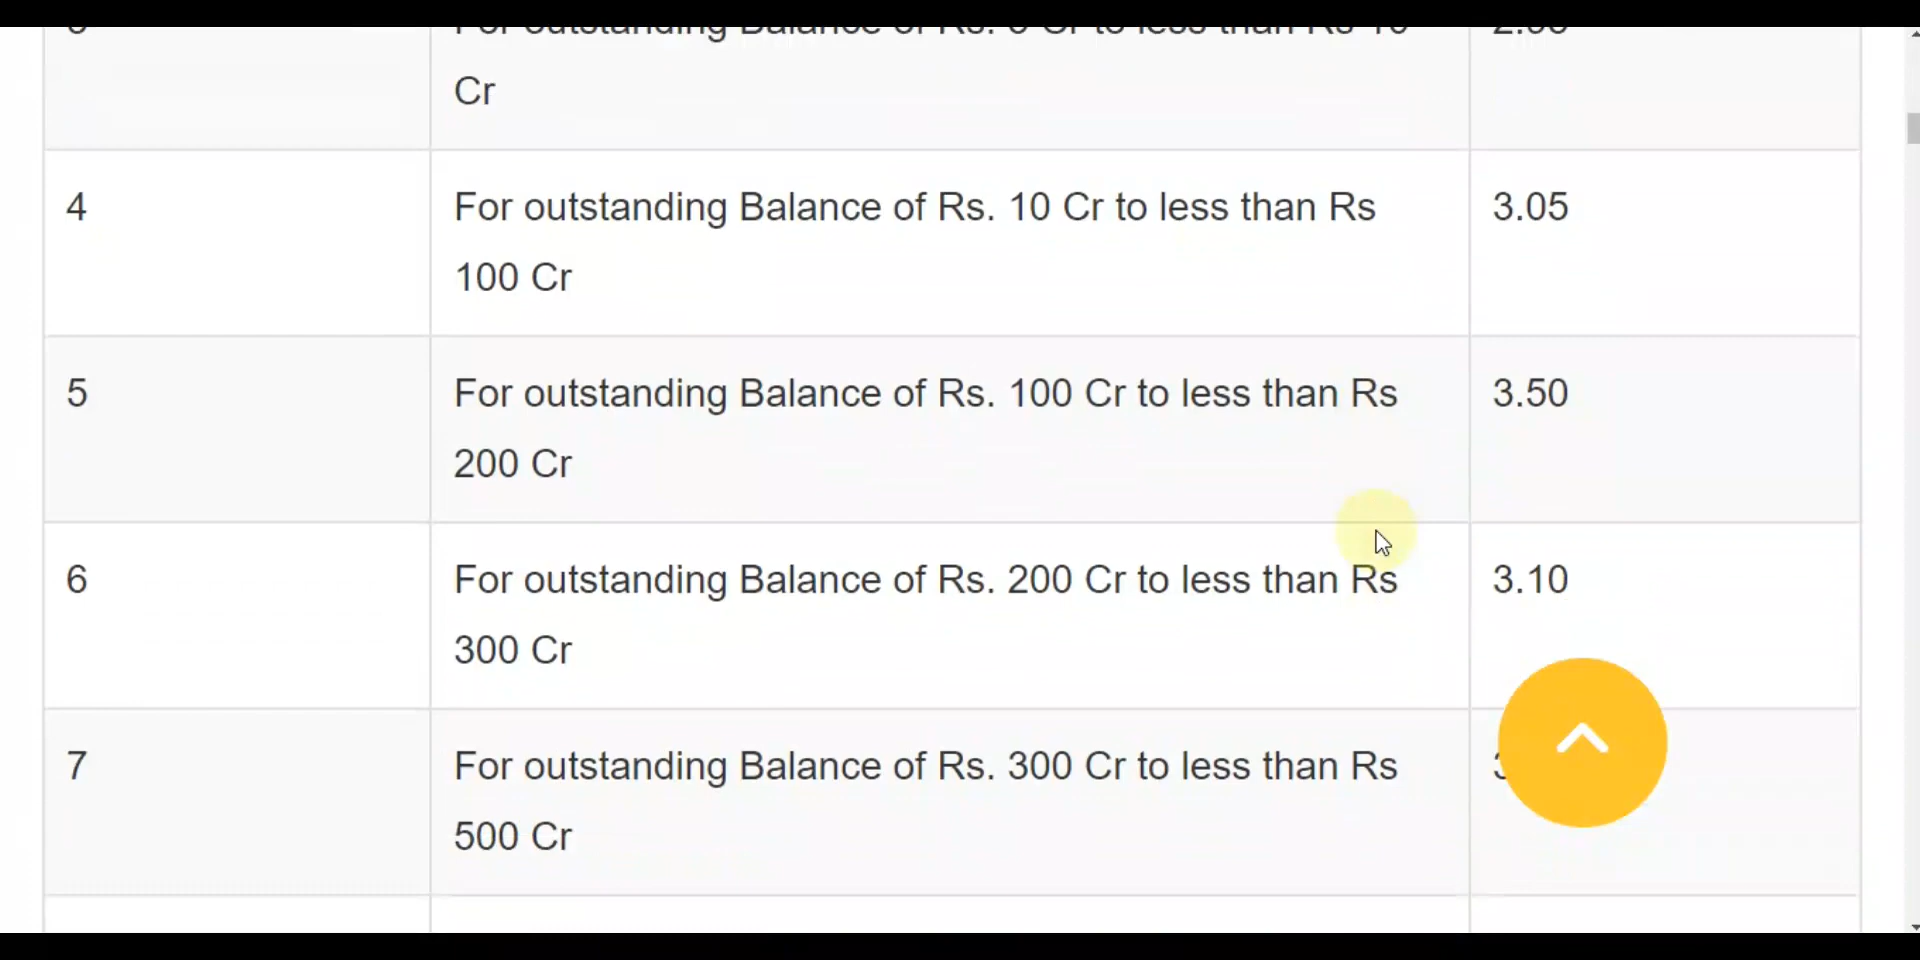 Cr
4
For outstanding Balance of Rs. 10 Cr to less than Rs
3.05
100 Cr
5
For outstanding Balance of Rs. 100 Cr to less than Rs
3.50
200 Cr
6
For outstanding Balance of Rs. 200 Cr to less than Rs
3.10
300 Cr
7
For outstanding Balance of Rs. 300 Cr to less than Rs
500 Cr